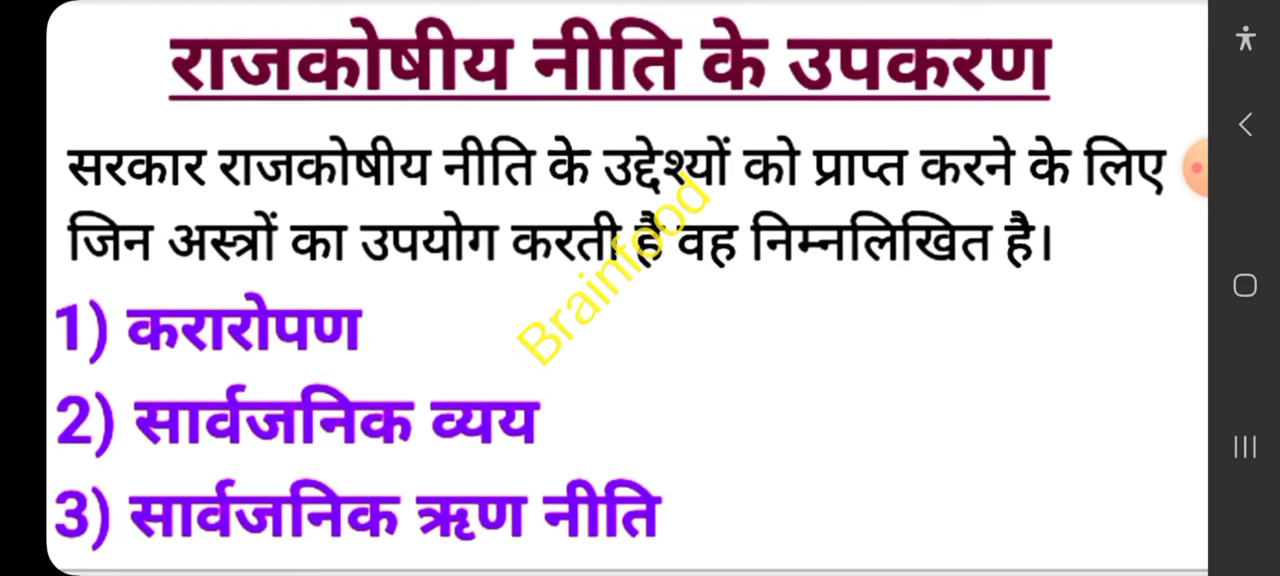 राजकोषीय नीति के उपकरण
सरकार राजकोषीय नीति के उद्देश्यों को प्राप्त करने के लिए
जिन अस्त्रों का उपयोग करती है वह निम्नलिखित है।
Brainfood
1) करारोपण
2) सार्वजनिक व्यय
3) सार्वजनिक ऋण नीति